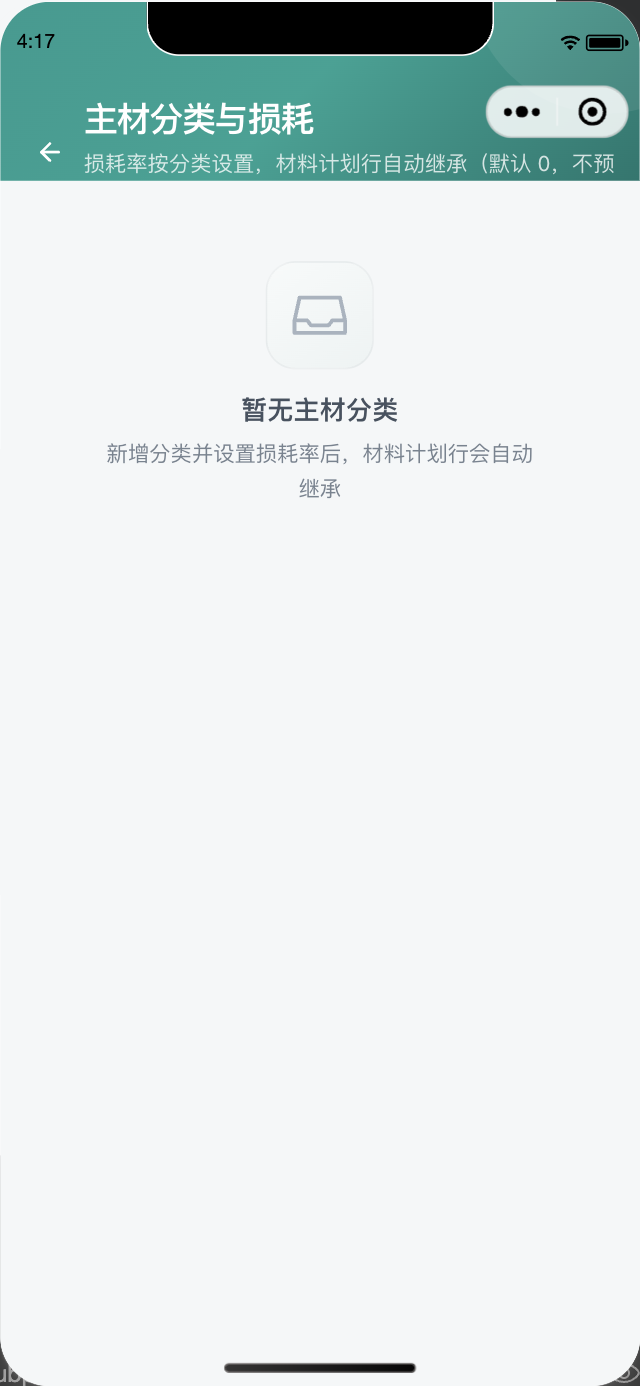 4:17
主材分类与损耗
损耗率按分类设置，材料计划行自动继承（默认 0，不预
暂无主材分类
新增分类并设置损耗率后，材料计划行会自动
继承